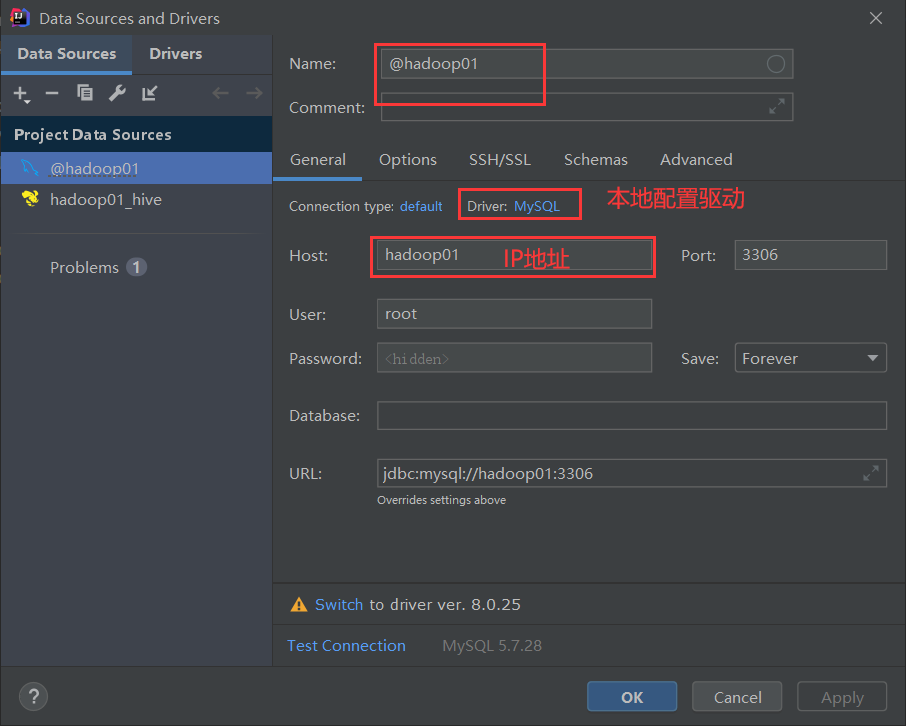 Data Sources and Drivers
Data Sources Drivers
Project Data Sources
@hadoop01
hadoop01_hive
Problems 1
Name: @hadoop01
Comment:
General Options SSH/SSL Schemas Advanced
Connection type: default Driver: MySQL 本地配置驱动
Host: hadoop01 IP地址 Port: 3306
User: root
Password: <hidden> Save: Forever
Database:
URL: jdbc:mysql://hadoop01:3306
Overrides settings above
Switch to driver ver. 8.0.25
Test Connection MySQL 5.7.28
? OK Cancel Apply